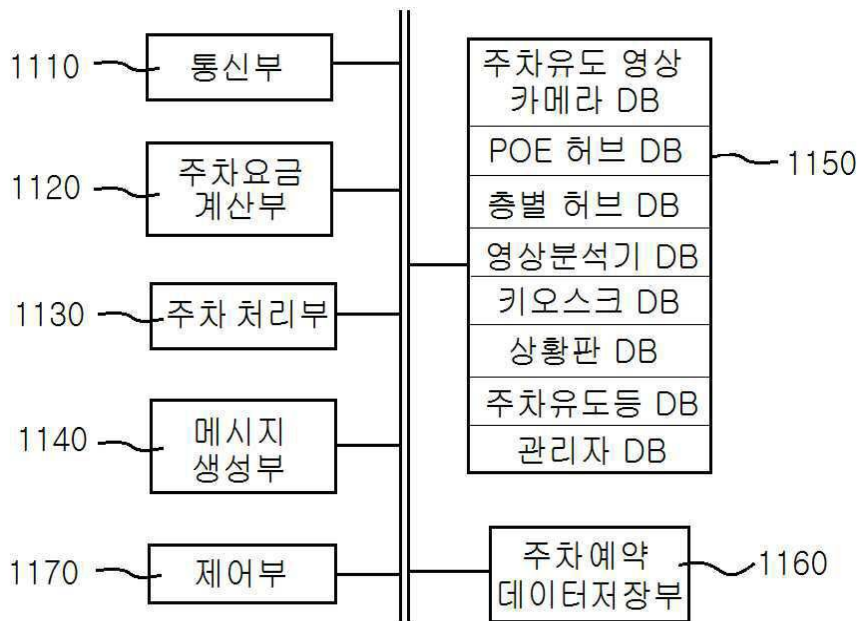 1110
통신부
1120
주차요금
계산부
1130
주차 처리부
1140
메시지
생성부
1170
제어부
주차유도 영상
카메라 DB
POE 허브 DB
층별 허브 DB
영상분석기 DB
키오스크 DB
상황판 DB
주차유도등 DB
관리자 DB
1150
주차예약
데이터저장부
1160